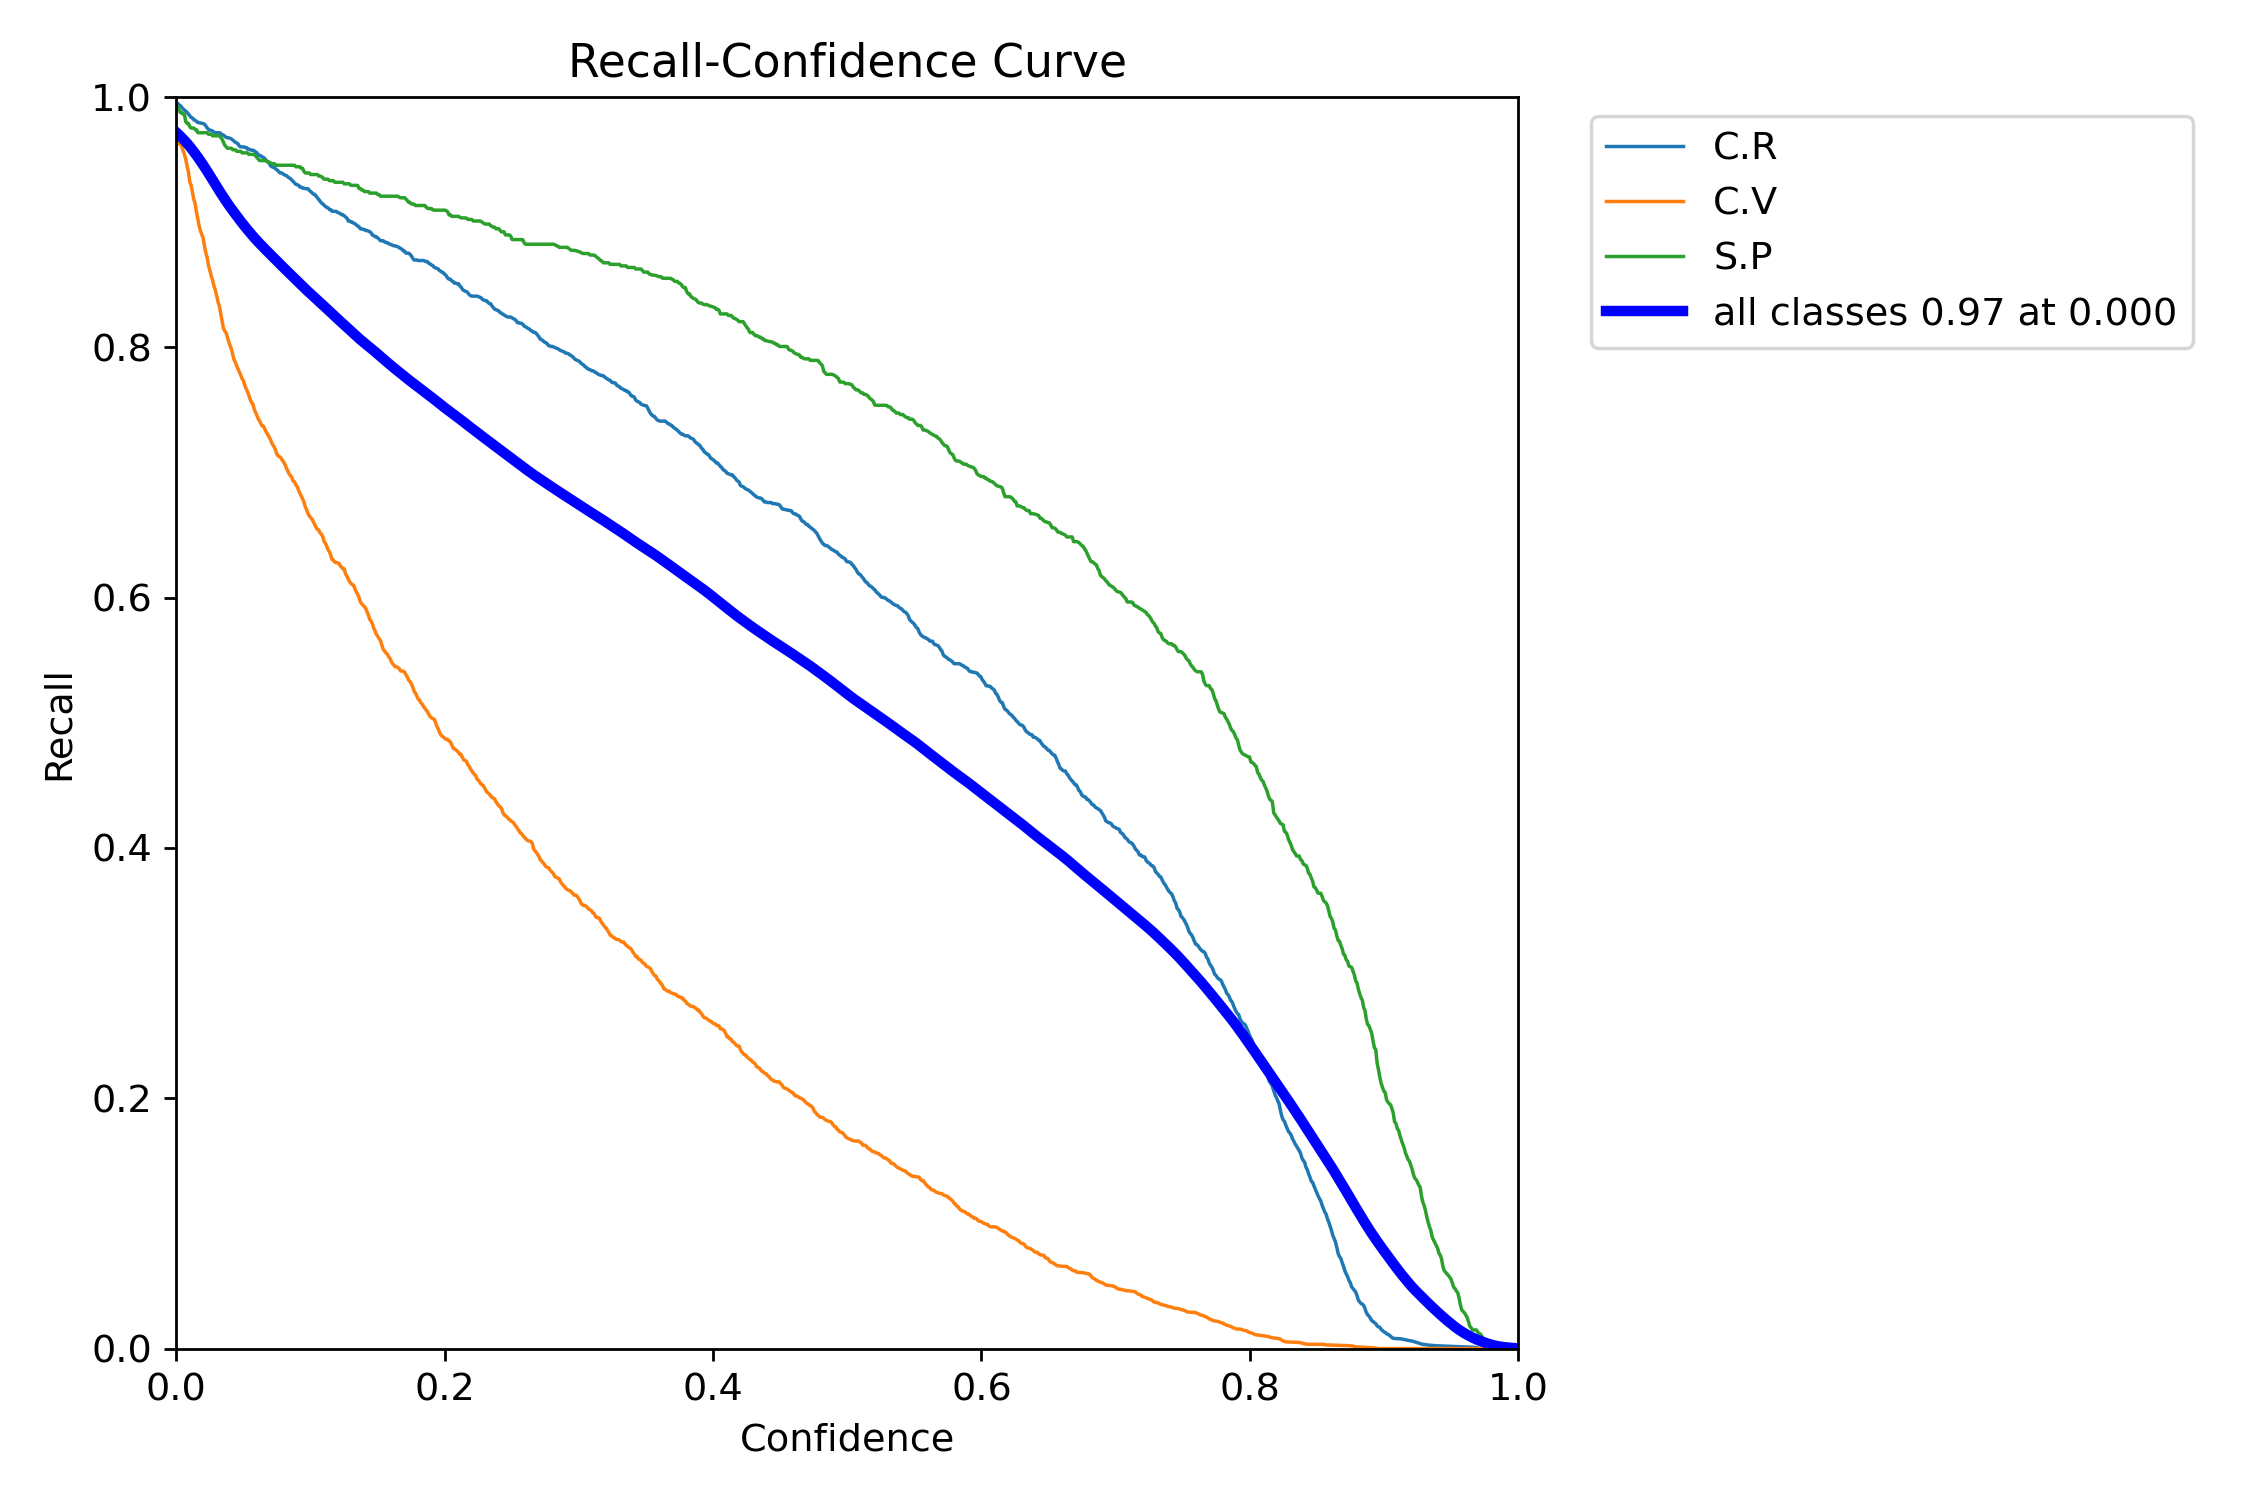 Recall-Confidence Curve
1.0
0.8
0.6
0.4
0.2
0.0
Recall
0.0 0.2 0.4 0.6 0.8 1.0
Confidence
C.R
C.V
S.P
all classes 0.97 at 0.000